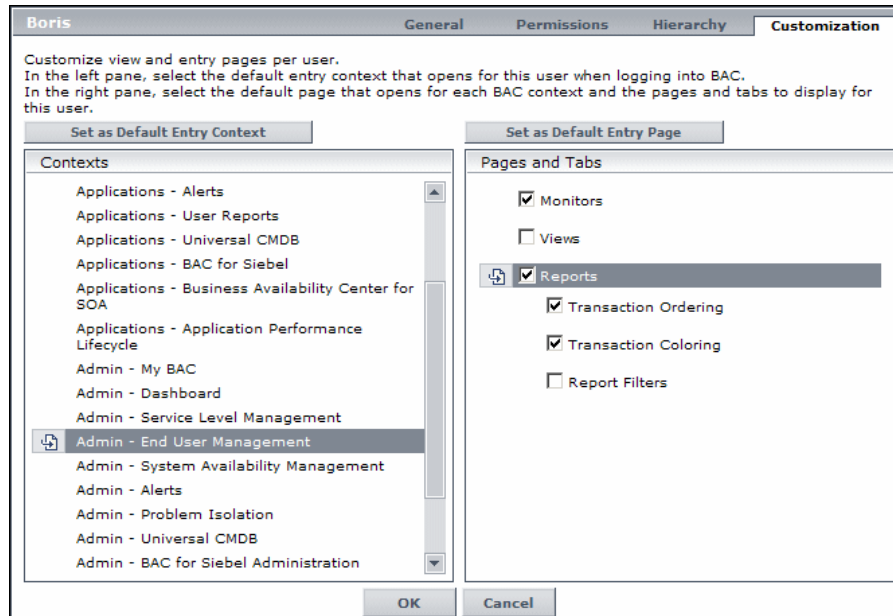 Boris
General
Permissions
Hierarchy
Customization
Customize view and entry pages per user.
In the left pane, select the default entry context that opens for this user when logging into BAC.
In the right pane, select the default page that opens for each BAC context and the pages and tabs to display for
this user.
Set as Default Entry Context
Set as Default Entry Page
Contexts
Applications - Alerts
Applications - User Reports
Applications - Universal CMDB
Applications - BAC for Siebel
Applications - Business Availability Center for
SOA
Applications - Application Performance
Lifecycle
Admin - My BAC
Admin - Dashboard
Admin - Service Level Management
Admin - End User Management
Admin - System Availability Management
Admin - Alerts
Admin - Problem Isolation
Admin - Universal CMDB
Admin - BAC for Siebel Administration
Pages and Tabs
Monitors
Views
Reports
Transaction Ordering
Transaction Coloring
Report Filters
OK
Cancel